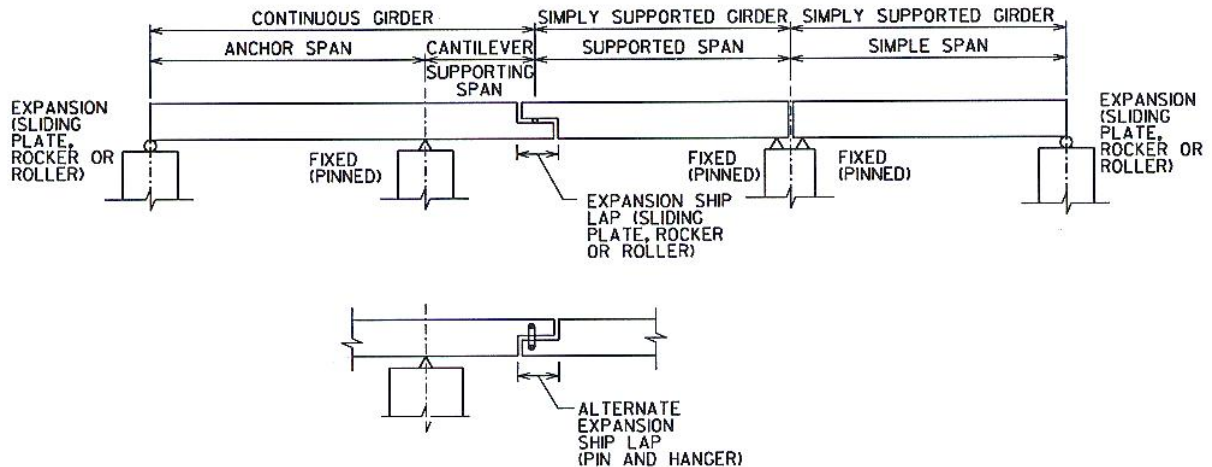 CONTINUOUS GIRDER
SIMPLY SUPPORTED GIRDER
SIMPLY SUPPORTED GIRDER
ANCHOR SPAN
CANTILEVER
SUPPORTING
SPAN
SUPPORTED SPAN
SIMPLE SPAN
EXPANSION
(SLIDING
PLATE,
ROCKER OR
ROLLER)
FIXED
(PINNED)
FIXED
(PINNED)
FIXED
(PINNED)
EXPANSION
(SLIDING
PLATE,
ROCKER OR
ROLLER)
EXPANSION SHIP
LAP (SLIDING
PLATE, ROCKER
OR ROLLER)
ALTERNATE
EXPANSION
SHIP LAP
(PIN AND HANGER)